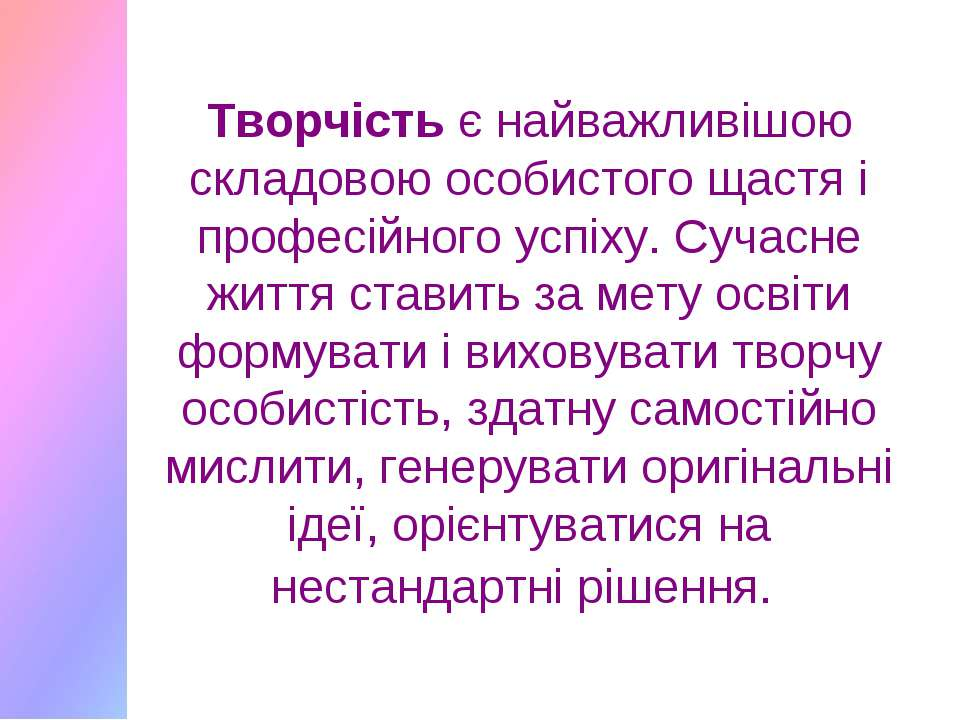 Творчість є найважливішою
складовою особистого щастя і
професійного успіху. Сучасне
життя ставить за мету освіти
формувати і виховувати творчу
особистість, здатну самостійно
мислити, генерувати оригінальні
ідеї, орієнтуватися на
нестандартні рішення.